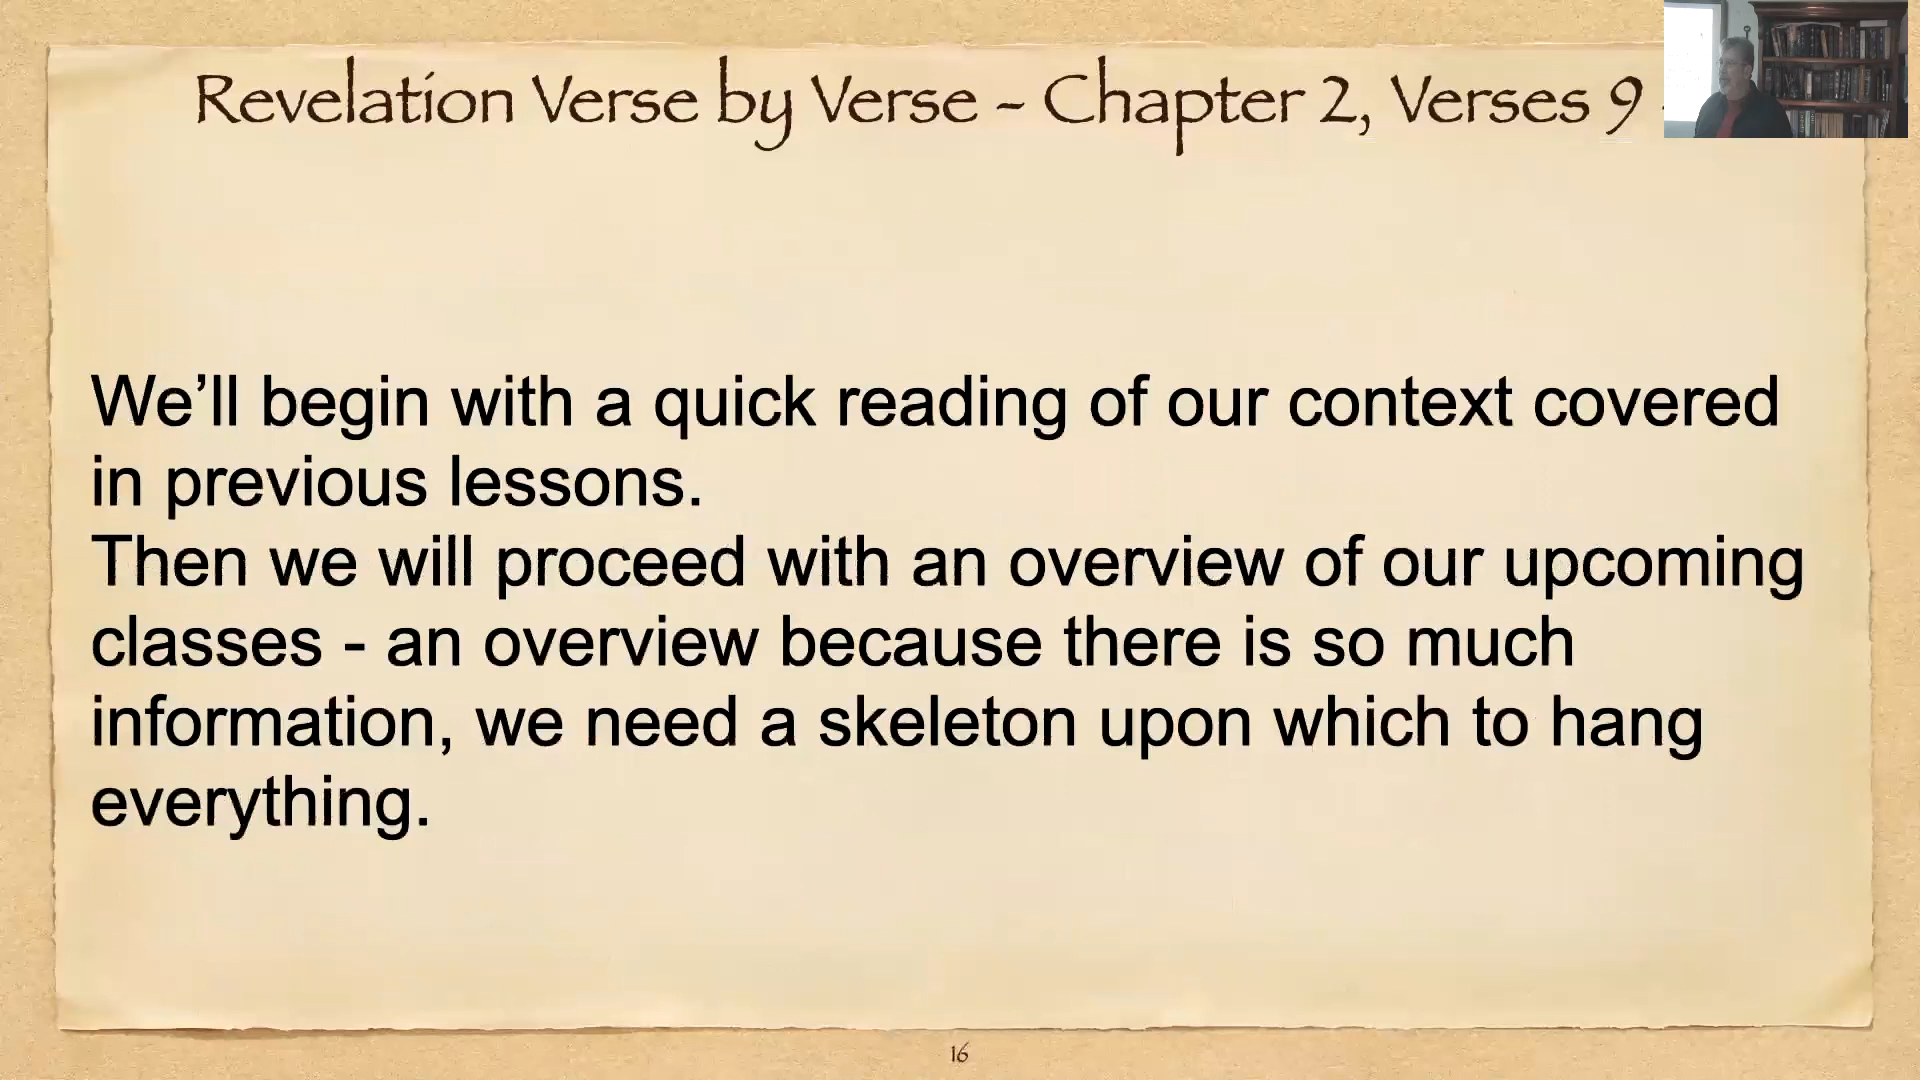 Revelation Verse by Verse - Chapter 2, Verses 9
We'll begin with a quick reading of our context covered
in previous lessons.
Then we will proceed with an overview of our upcoming
classes - an overview because there is so much
information, we need a skeleton upon which to hang
everything.
16